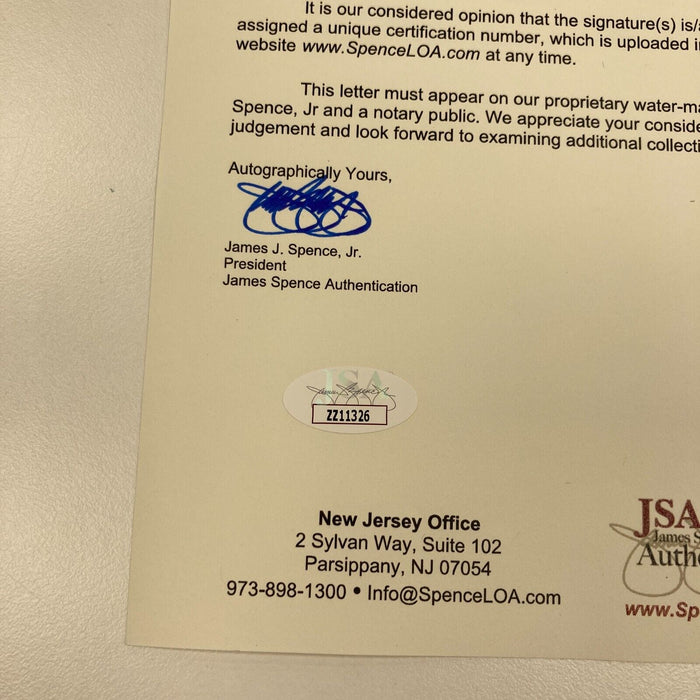 It is our considered opinion that the signature(s) is/
assigned a unique certification number, which is uploaded
website www.SpenceLOA.com at any time.
This letter must appear on our proprietary
Spence, Jr and a notary public. We appreciate your
judgement and look forward to examining additional
Autographically Yours,
James J. Spence, Jr.
President
James Spence Authentication
JSA
ZZ11326
New Jersey Office
2 Sylvan Way, Suite 102
Parsippany, NJ 07054
973-898-1300 • Info@SpenceLOA.com
JSA
James S
Authe
www.Sp